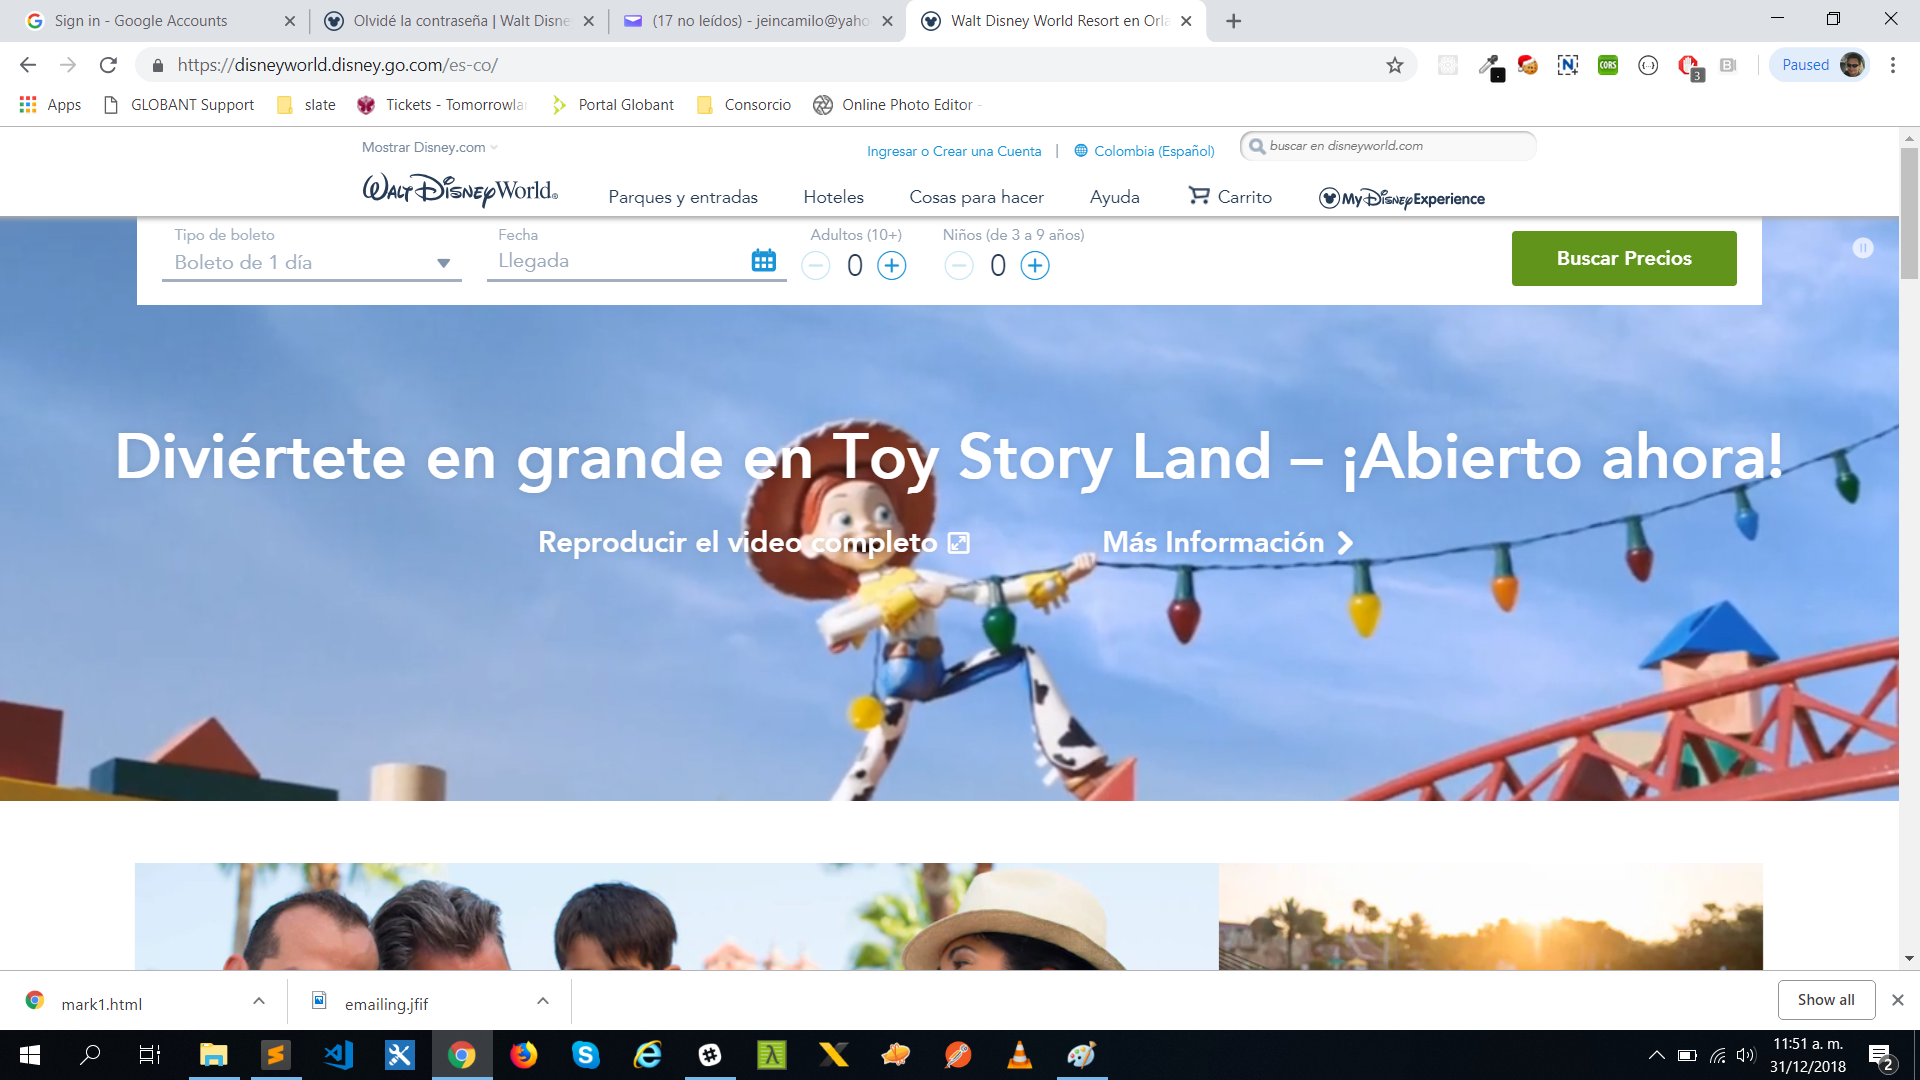 Sign in - Google Accounts
Olvidé la contraseña | Walt Disne
(17 no leídos) - jeincamilo@yaho
Walt Disney World Resort en Orla
https://disneyworld.disney.go.com/es-co/
CORS
3
Paused
Apps
GLOBANT Support
slate
Tickets - Tomorrowlan
Portal Globant
Consorcio
Online Photo Editor -
Mostrar Disney.com
Ingresar o Crear una Cuenta | Colombia (Español)
buscar en disneyworld.com
Walt Disney World®
Parques y entradas
Hoteles
Cosas para hacer
Ayuda
Carrito
My Disney Experience
Tipo de boleto
Boleto de 1 día
Fecha
Llegada
Adultos (10+)
0
Niños (de 3 a 9 años)
0
Buscar Precios
Diviértete en grande en Toy Story Land – ¡Abierto ahora!
Reproducir el video completo
Más Información
mark1.html
emailing.jfif
Show all
11:51 a. m.
31/12/2018
2